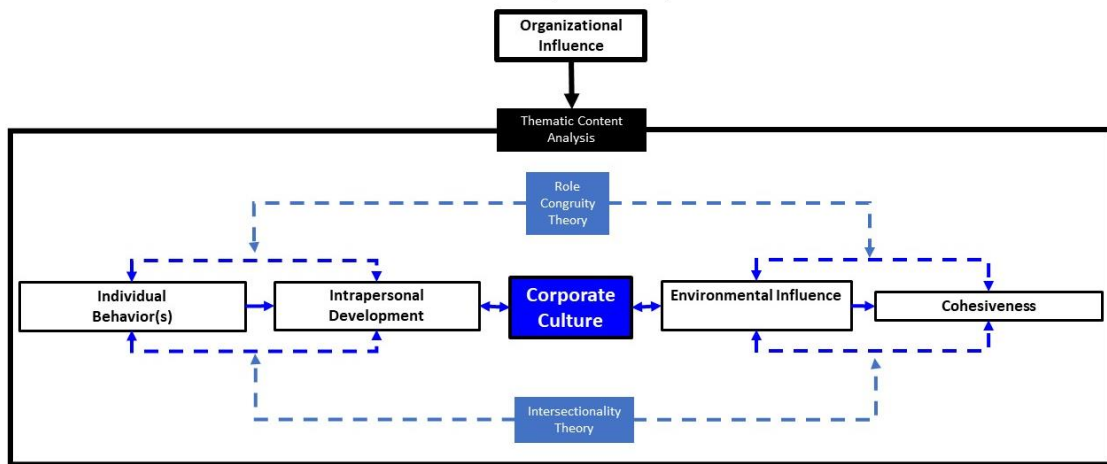 Organizational
Influence
Thematic Content
Analysis
Role
Congruity
Theory
Individual
Behavior(s)
Intrapersonal
Development
Corporate
Culture
Environmental Influence
Cohesiveness
Intersectionality
Theory